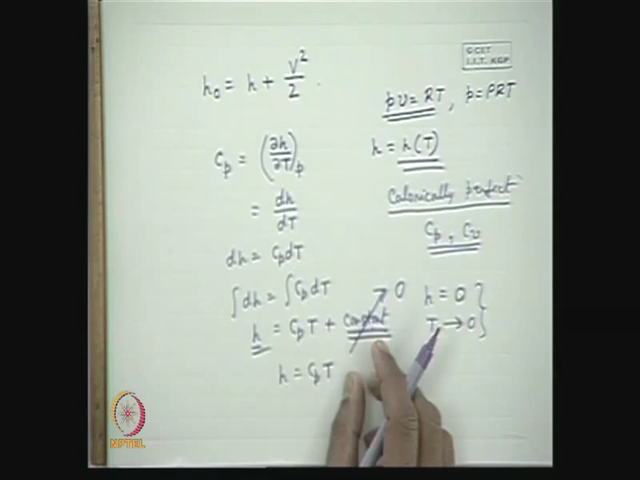 © CET
I.I.T. KGP
h₀ = h + V²/2 .
pv = RT , p = ρRT
Cp = (∂h/∂T)p
h = h(T)
= dh/dT
Calorically perfect
Cp , Cv
dh = CpdT
∫dh = ∫CpdT
0
h = 0 }
h = CpT + Constant
T → 0
h = CpT
NPTEL